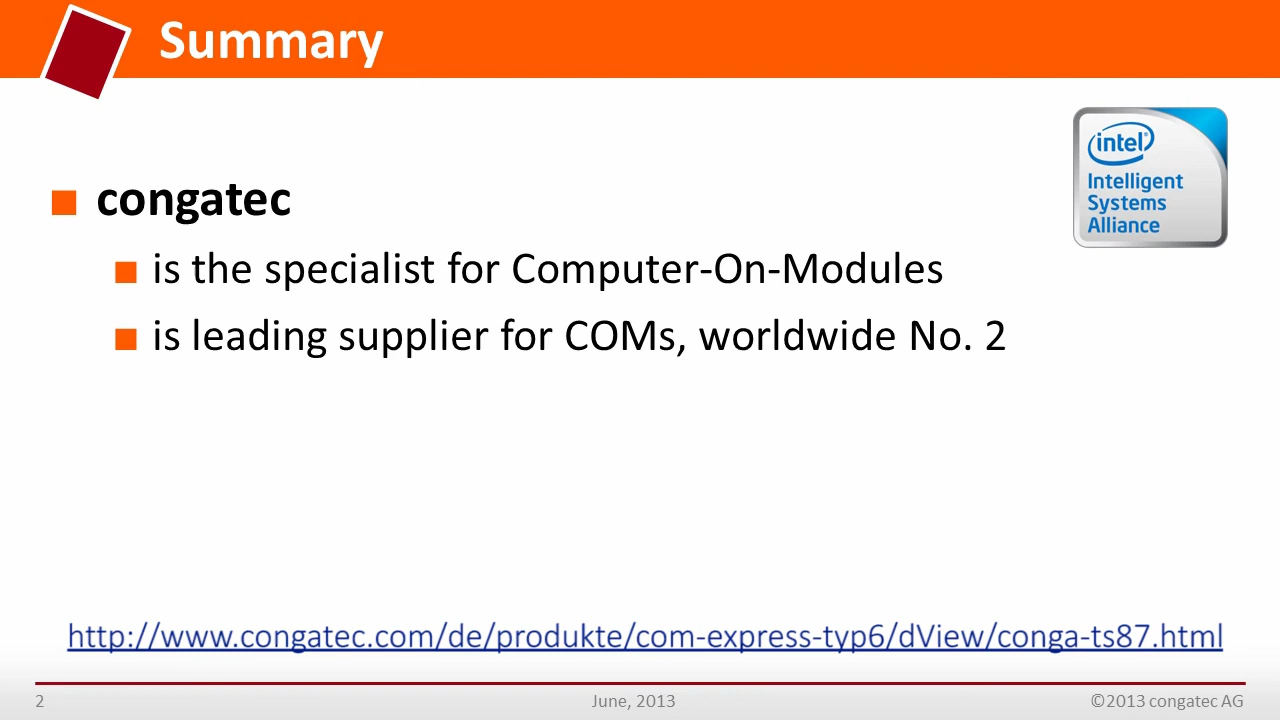 Summary
intel
Intelligent
Systems
Alliance
congatec
is the specialist for Computer-On-Modules
is leading supplier for COMs, worldwide No. 2
http://www.congatec.com/de/produkte/com-express-typ6/dView/conga-ts87.html
2 June, 2013 ©2013 congatec AG